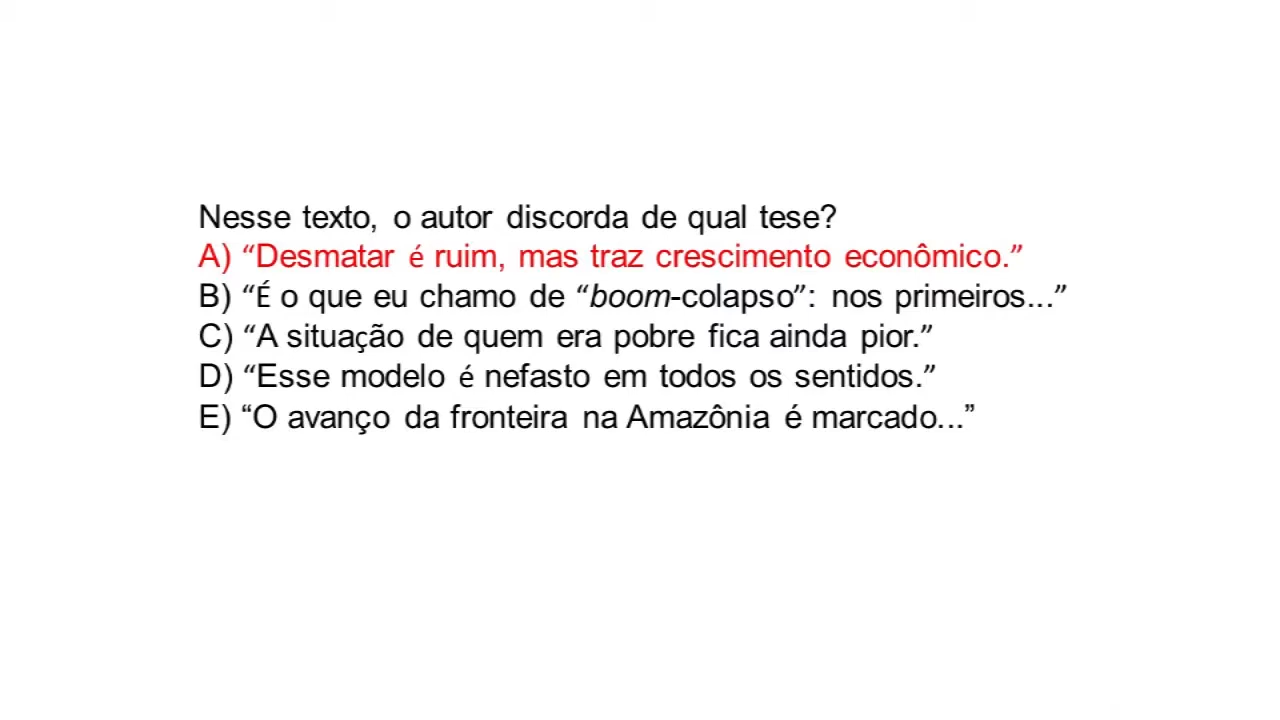 Nesse texto, o autor discorda de qual tese?
A) “Desmatar é ruim, mas traz crescimento econômico.”
B) “É o que eu chamo de “boom-colapso”: nos primeiros...”
C) “A situação de quem era pobre fica ainda pior.”
D) “Esse modelo é nefasto em todos os sentidos.”
E) “O avanço da fronteira na Amazônia é marcado...”